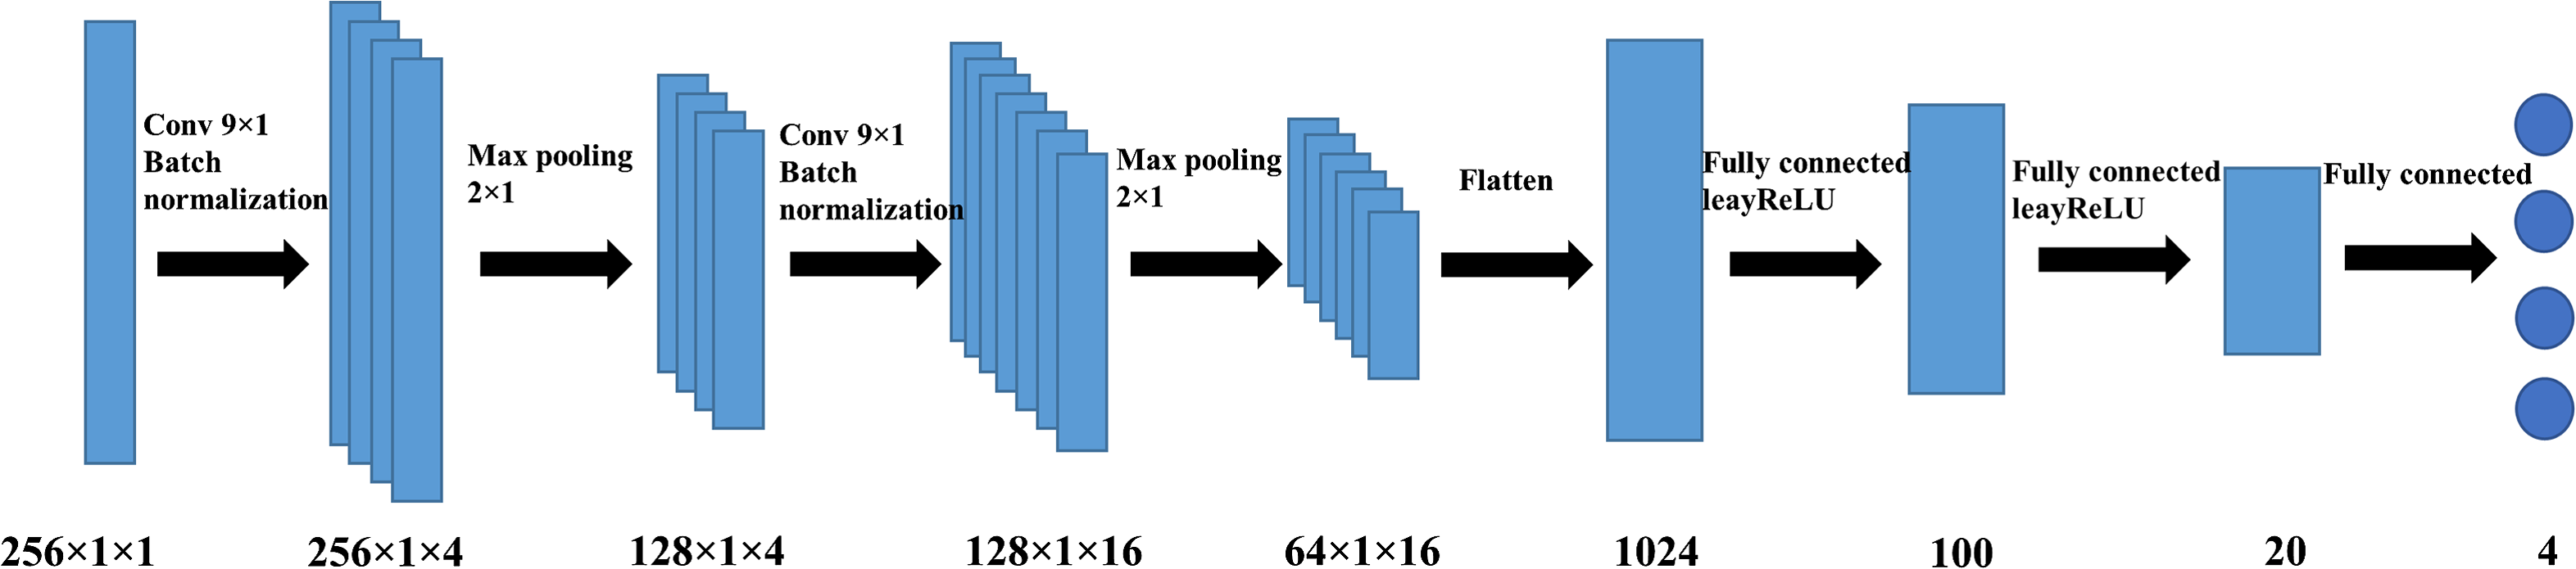 Conv 9×1
Batch
normalization
Max pooling
2×1
Conv 9×1
Batch
normalization
Max pooling
2×1
Flatten
Fully connected
leayReLU
Fully connected
leayReLU
Fully connected
256×1×1
256×1×4
128×1×4
128×1×16
64×1×16
1024
100
20
4